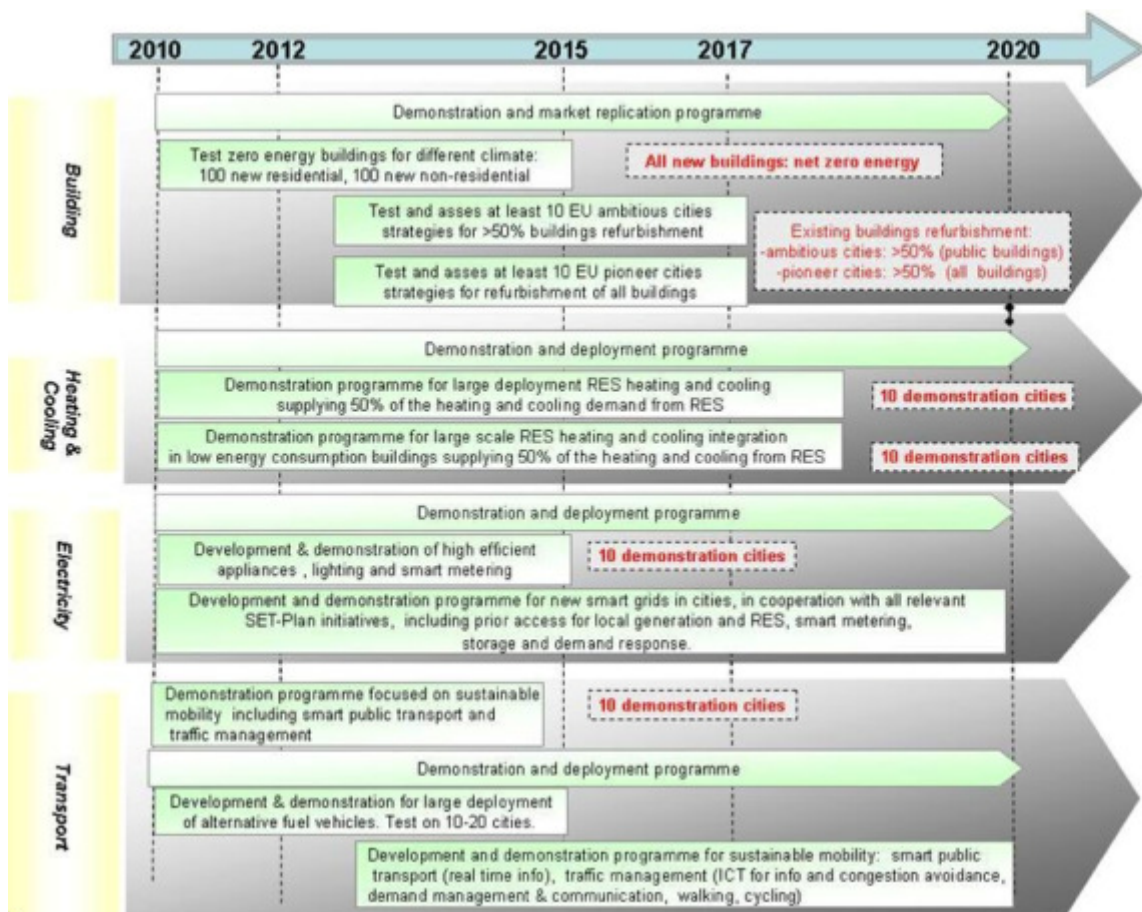 2010 2012 2015 2017 2020
Building
Demonstration and market replication programme
Test zero energy buildings for different climate:
100 new residential, 100 new non-residential
All new buildings: net zero energy
Test and asses at least 10 EU ambitious cities
strategies for >50% buildings refurbishment
Existing buildings refurbishment:
-ambitious cities: >50% (public buildings)
-pioneer cities: >50% (all buildings)
Test and asses at least 10 EU pioneer cities
strategies for refurbishment of all buildings
Heating &
Cooling
Demonstration and deployment programme
Demonstration programme for large deployment RES heating and cooling
supplying 50% of the heating and cooling demand from RES
10 demonstration cities
Demonstration programme for large scale RES heating and cooling integration
in low energy consumption buildings supplying 50% of the heating and cooling from RES
10 demonstration cities
Electricity
Demonstration and deployment programme
Development & demonstration of high efficient
appliances , lighting and smart metering
10 demonstration cities
Development and demonstration programme for new smart grids in cities, in cooperation with all relevant
SET-Plan initiatives, including prior access for local generation and RES, smart metering,
storage and demand response.
Transport
Demonstration programme focused on sustainable
mobility including smart public transport and
traffic management
10 demonstration cities
Demonstration and deployment programme
Development & demonstration for large deployment
of alternative fuel vehicles. Test on 10-20 cities.
Development and demonstration programme for sustainable mobility: smart public
transport (real time info), traffic management (ICT for info and congestion avoidance,
demand management & communication, walking, cycling)